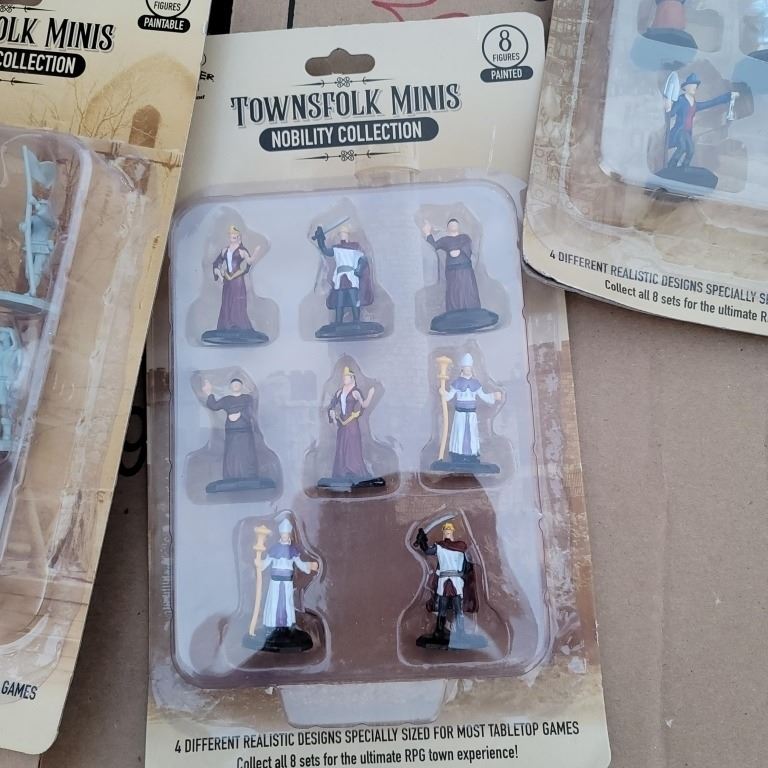 FIGURES
PAINTABLE
OLK MINIS
COLLECTION
GAMES
8
FIGURES
PAINTED
TOWNSFOLK MINIS
NOBILITY COLLECTION
4 DIFFERENT REALISTIC DESIGNS SPECIALLY SIZED FOR MOST TABLETOP GAMES
Collect all 8 sets for the ultimate RPG town experience!
4 DIFFERENT REALISTIC DESIGNS SPECIALLY S
Collect all 8 sets for the ultimate R